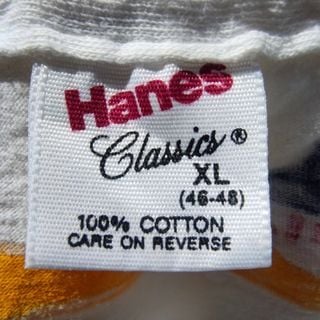 Hanes
Classics ®
XL
(46-48)
100% COTTON
CARE ON REVERSE